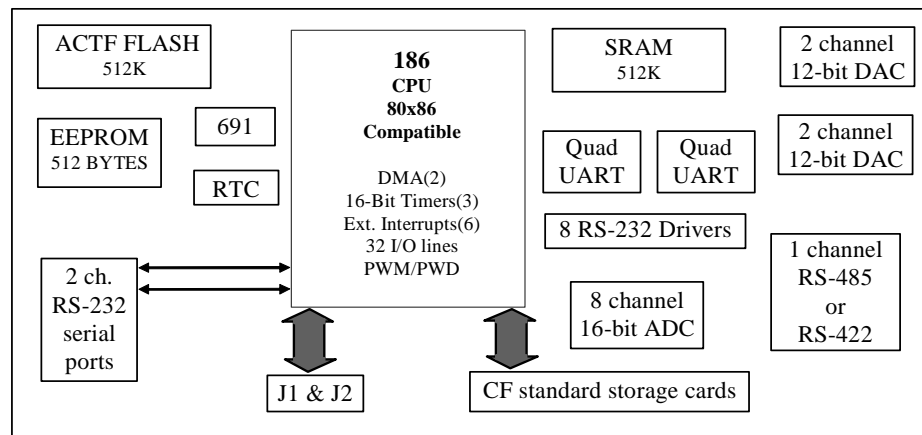 ACTF FLASH
512K
EEPROM
512 BYTES
691
RTC
2 ch.
RS-232
serial
ports
186
CPU
80x86
Compatible
DMA(2)
16-Bit Timers(3)
Ext. Interrupts(6)
32 I/O lines
PWM/PWD
J1 & J2
SRAM
512K
Quad
UART
Quad
UART
8 RS-232 Drivers
8 channel
16-bit ADC
CF standard storage cards
2 channel
12-bit DAC
2 channel
12-bit DAC
1 channel
RS-485
or
RS-422